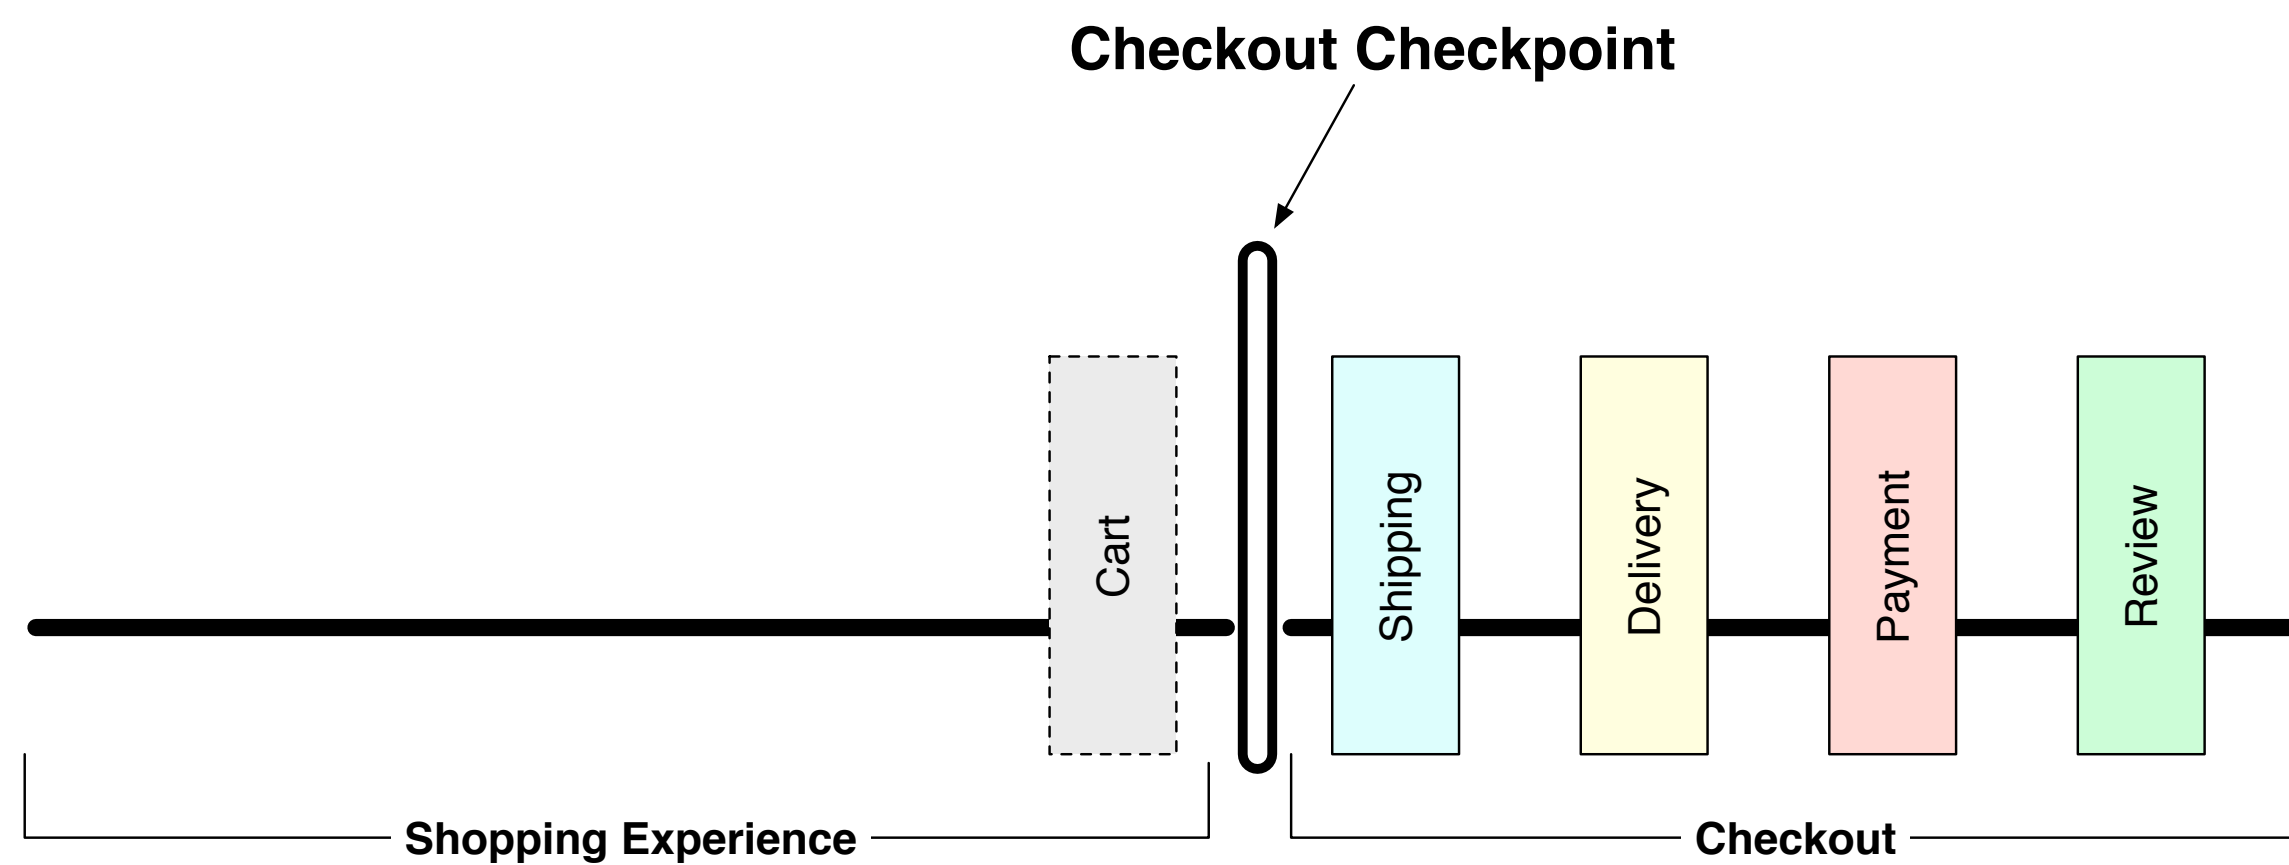 Checkout Checkpoint
Cart
Shipping
Delivery
Payment
Review
Shopping Experience
Checkout